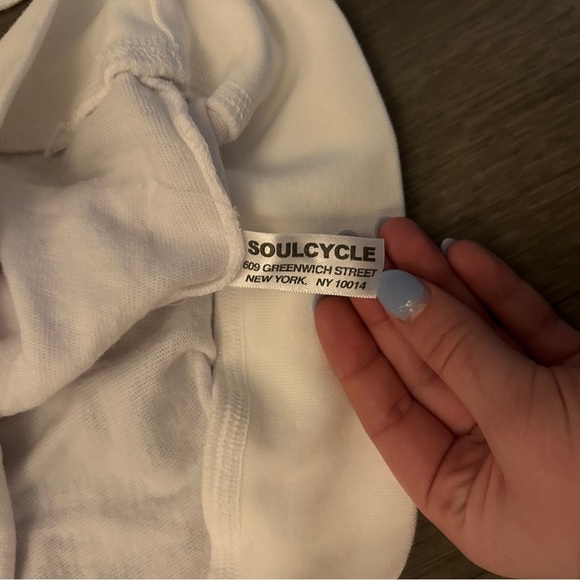 SOULCYCLE
609 GREENWICH STREET
NEW YORK. NY 10014